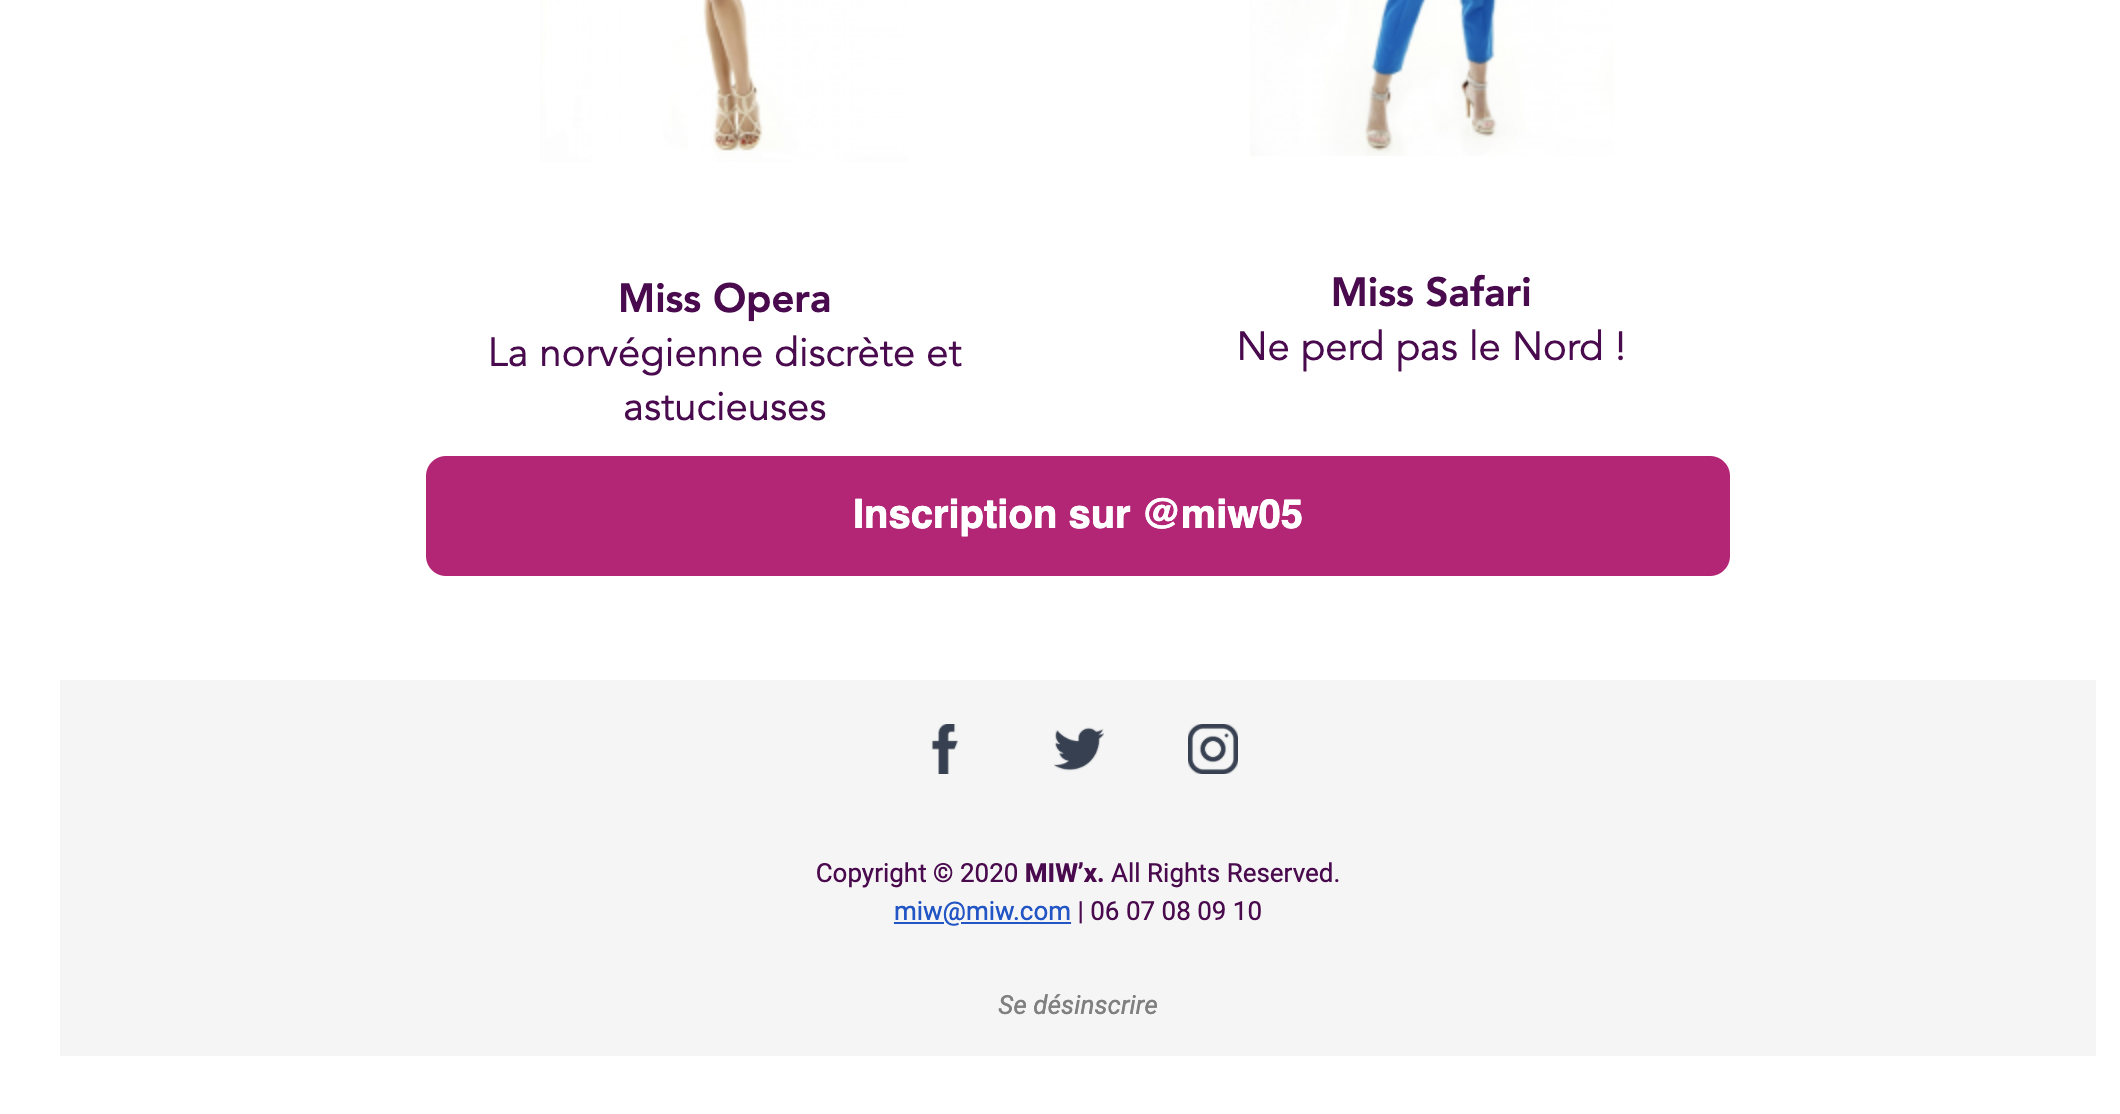 Miss Opera
La norvégienne discrète et
astucieuses
Miss Safari
Ne perd pas le Nord !
Inscription sur @miw05
Copyright © 2020 MIW’x. All Rights Reserved.
miw@miw.com | 06 07 08 09 10
Se désinscrire